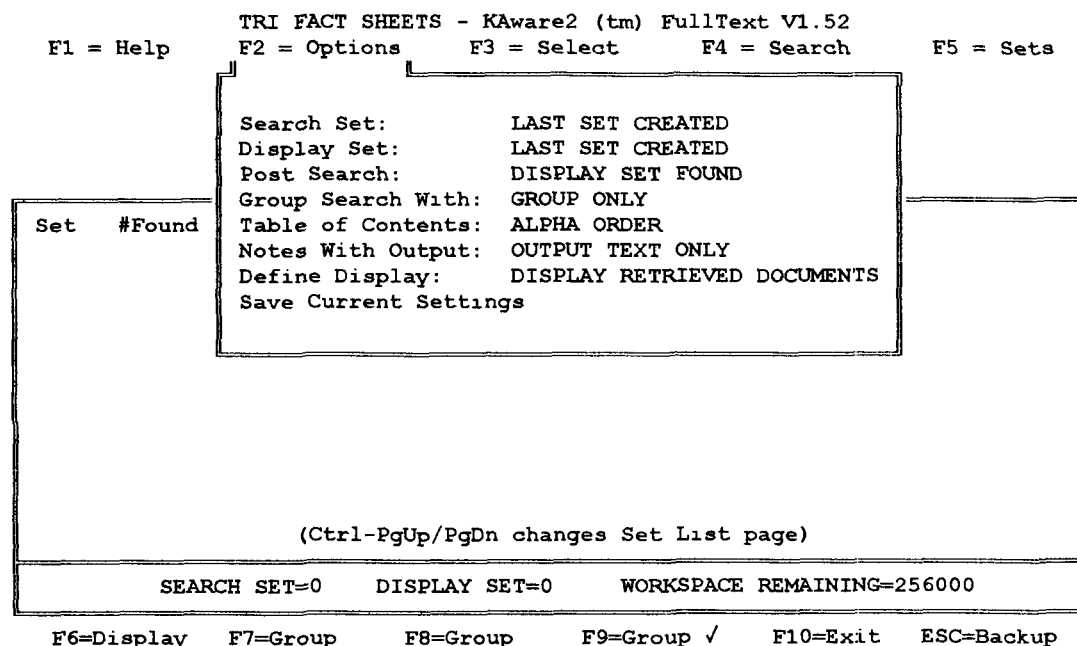 TRI FACT SHEETS - KAware2 (tm) FullText V1.52
F1 = Help F2 = Options F3 = Select F4 = Search F5 = Sets
Search Set: LAST SET CREATED
Display Set: LAST SET CREATED
Post Search: DISPLAY SET FOUND
Group Search With: GROUP ONLY
Set #Found Table of Contents: ALPHA ORDER
Notes With Output: OUTPUT TEXT ONLY
Define Display: DISPLAY RETRIEVED DOCUMENTS
Save Current Settings
(Ctrl-PgUp/PgDn changes Set List page)
SEARCH SET=0 DISPLAY SET=0 WORKSPACE REMAINING=256000
F6=Display F7=Group F8=Group F9=Group √ F10=Exit ESC=Backup